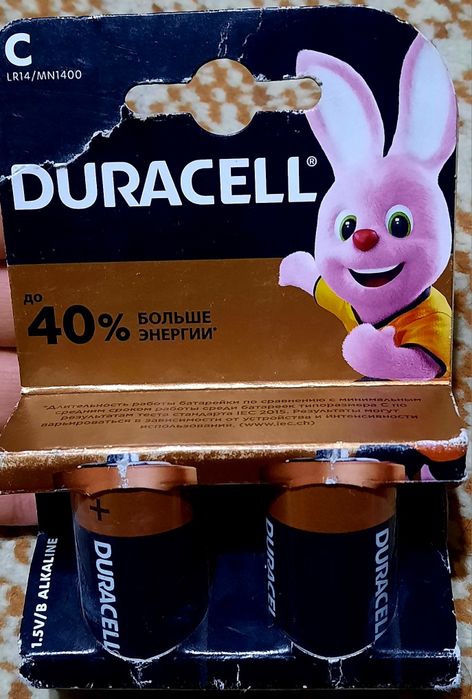 C
LR14/MN1400
DURACELL®
до
40% БОЛЬШЕ
ЭНЕРГИИ*
*Длительность работы батарейки по сравнению с минимальным
средним сроком работы среди батареек типоразмера C по
результатам теста стандарта IEC 2015. Результаты могут
варьироваться в зависимости от устройства и интенсивности
использования. (www.iec.ch)
+
DURACELL
DURACELL
DURACELL
1.5V/B ALKALINE